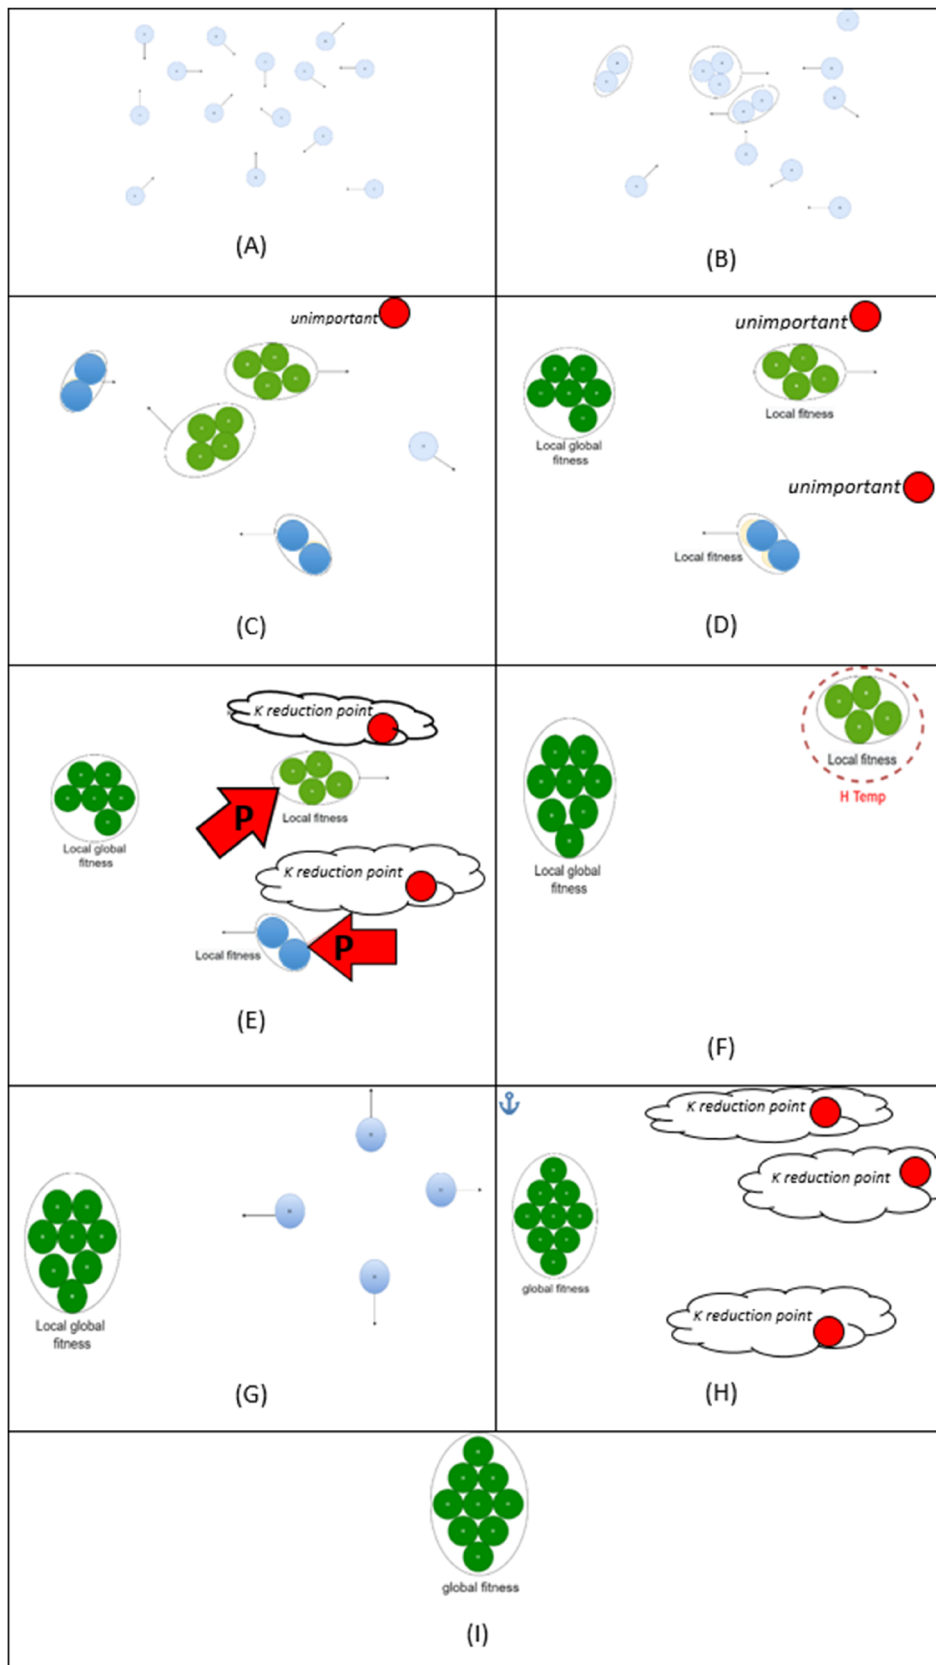 (A)
(B)
unimportant
(C)
unimportant
Local fitness
Local global
fitness
unimportant
Local fitness
(D)
K reduction point
P
Local fitness
Local global
fitness
K reduction point
P
Local fitness
(E)
Local fitness
H Temp
Local global
fitness
(F)
Local global
fitness
(G)
K reduction point
K reduction point
global fitness
K reduction point
(H)
global fitness
(I)